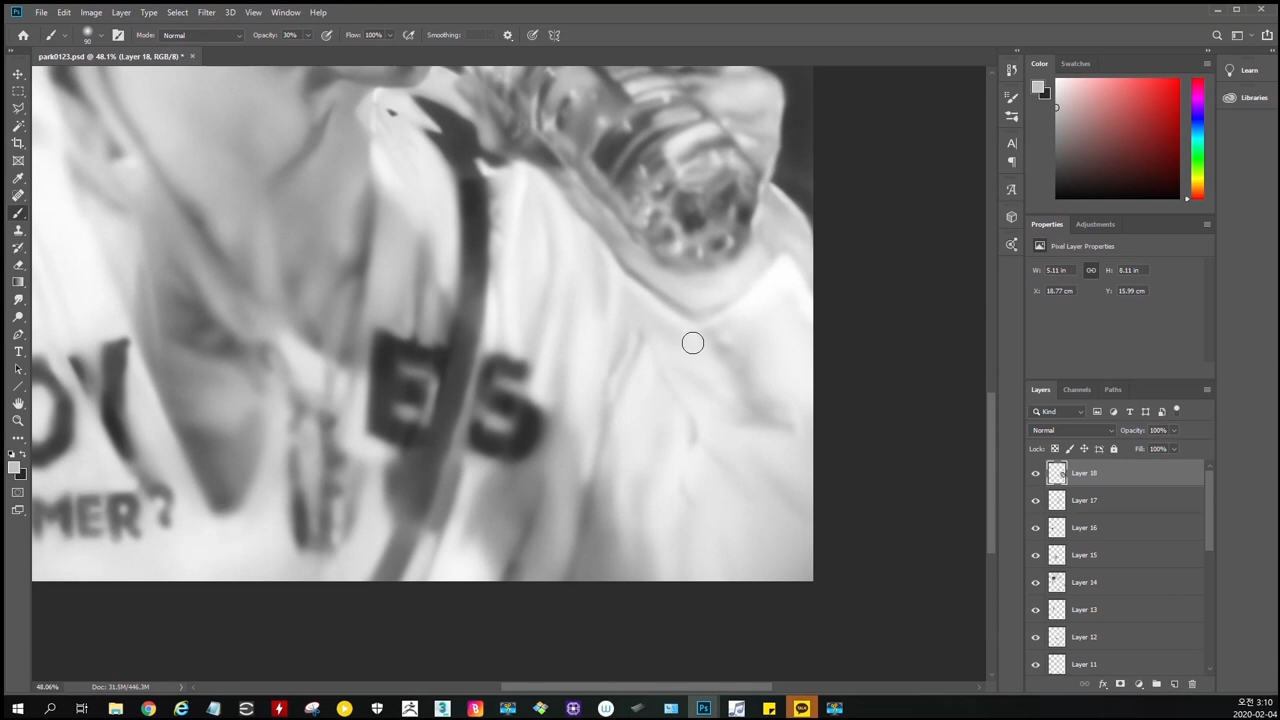 File Edit Image Layer Type Select Filter 3D View Window Help
90 Mode: Normal Opacity: 30% Flow: 100% Smoothing:
park0123.psd @ 48.1% (Layer 18, RGB/8) * ×
Color Swatches
Learn
Libraries
Properties Adjustments
Pixel Layer Properties
W: 5.11 in H: 8.11 in
X: 18.77 cm Y: 15.99 cm
ES
MER?
Layers Channels Paths
Kind
Normal Opacity: 100%
Lock: Fill: 100%
Layer 18
Layer 17
Layer 16
Layer 15
Layer 14
Layer 13
Layer 12
Layer 11
48.06% Doc: 31.5M/446.3M
Ps TALK
오전 3:10
2020-02-04